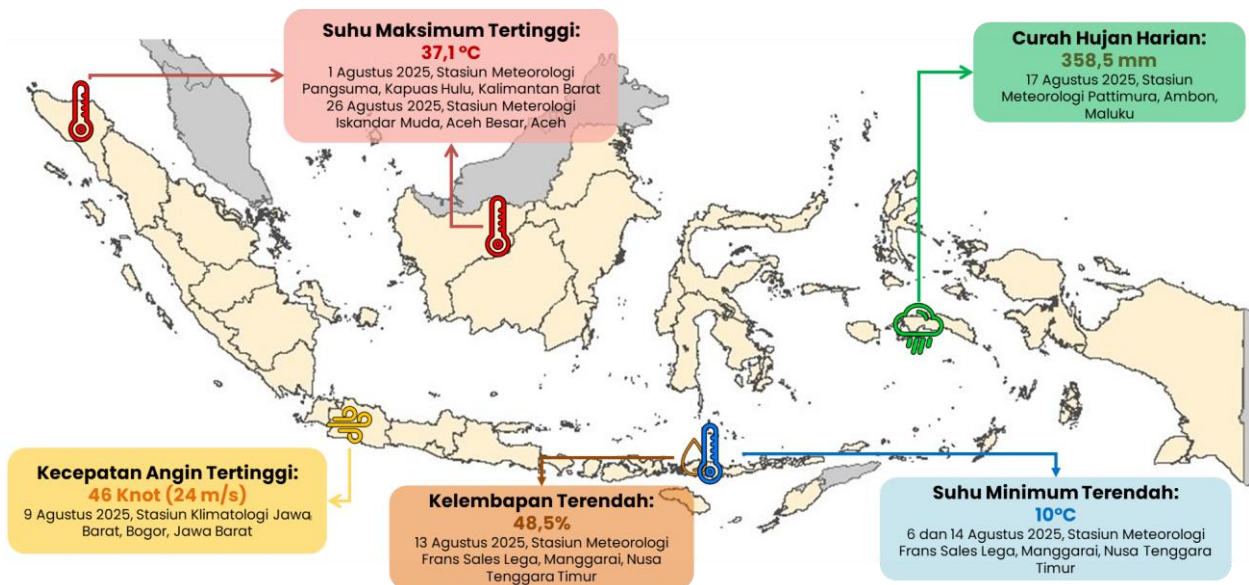 Suhu Maksimum Tertinggi:
37,1 °C
1 Agustus 2025, Stasiun Meteorologi
Pangsuma, Kapuas Hulu, Kalimantan Barat
26 Agustus 2025, Stasiun Meterologi
Iskandar Muda, Aceh Besar, Aceh
Curah Hujan Harian:
358,5 mm
17 Agustus 2025, Stasiun
Meteorologi Pattimura, Ambon,
Maluku
Kecepatan Angin Tertinggi:
46 Knot (24 m/s)
9 Agustus 2025, Stasiun Klimatologi Jawa
Barat, Bogor, Jawa Barat
Kelembapan Terendah:
48,5%
13 Agustus 2025, Stasiun Meteorologi
Frans Sales Lega, Manggarai, Nusa
Tenggara Timur
Suhu Minimum Terendah:
10°C
6 dan 14 Agustus 2025, Stasiun Meteorologi
Frans Sales Lega, Manggarai, Nusa Tenggara
Timur